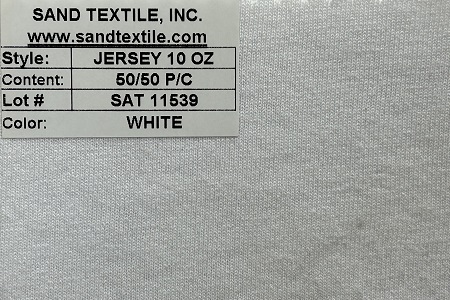 SAND TEXTILE, INC.
www.sandtextile.com
Style: JERSEY 10 OZ
Content: 50/50 P/C
Lot # SAT 11539
Color: WHITE